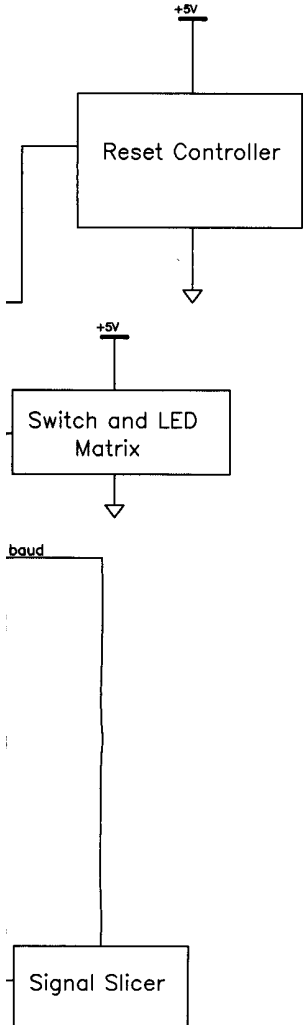 +5V
Reset Controller
+5V
Switch and LED
Matrix
baud
Signal Slicer